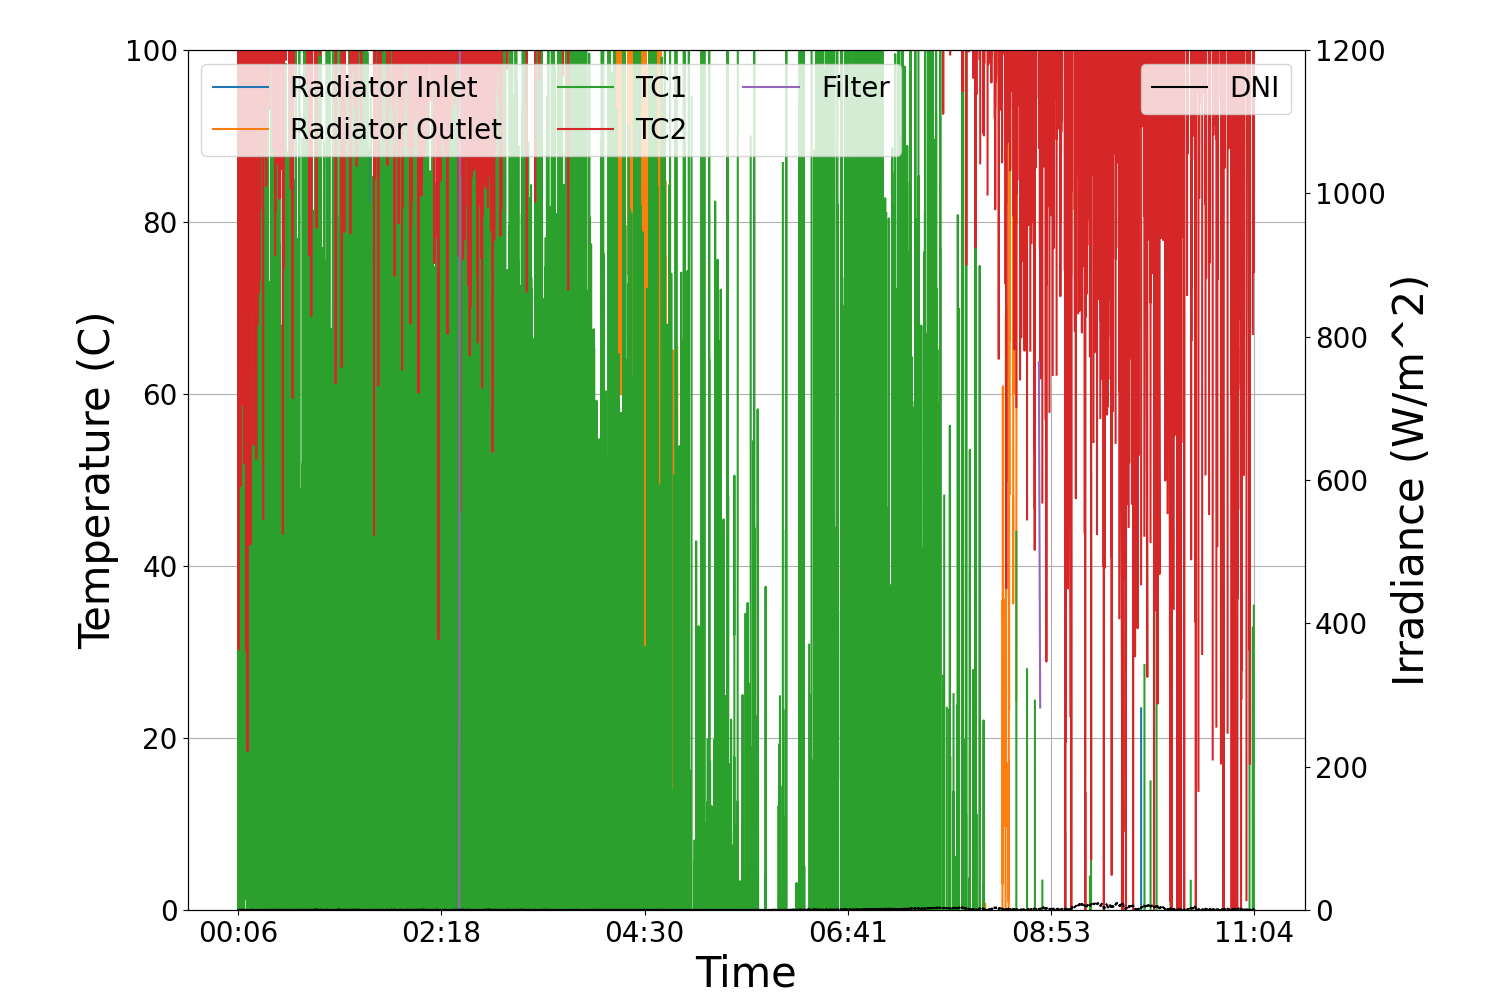 100
80
60
40
20
0
Temperature (C)
Radiator Inlet
Radiator Outlet
TC1
TC2
Filter
DNI
1200
1000
800
600
400
200
0
Irradiance (W/m^2)
00:06
02:18
04:30
06:41
08:53
11:04
Time